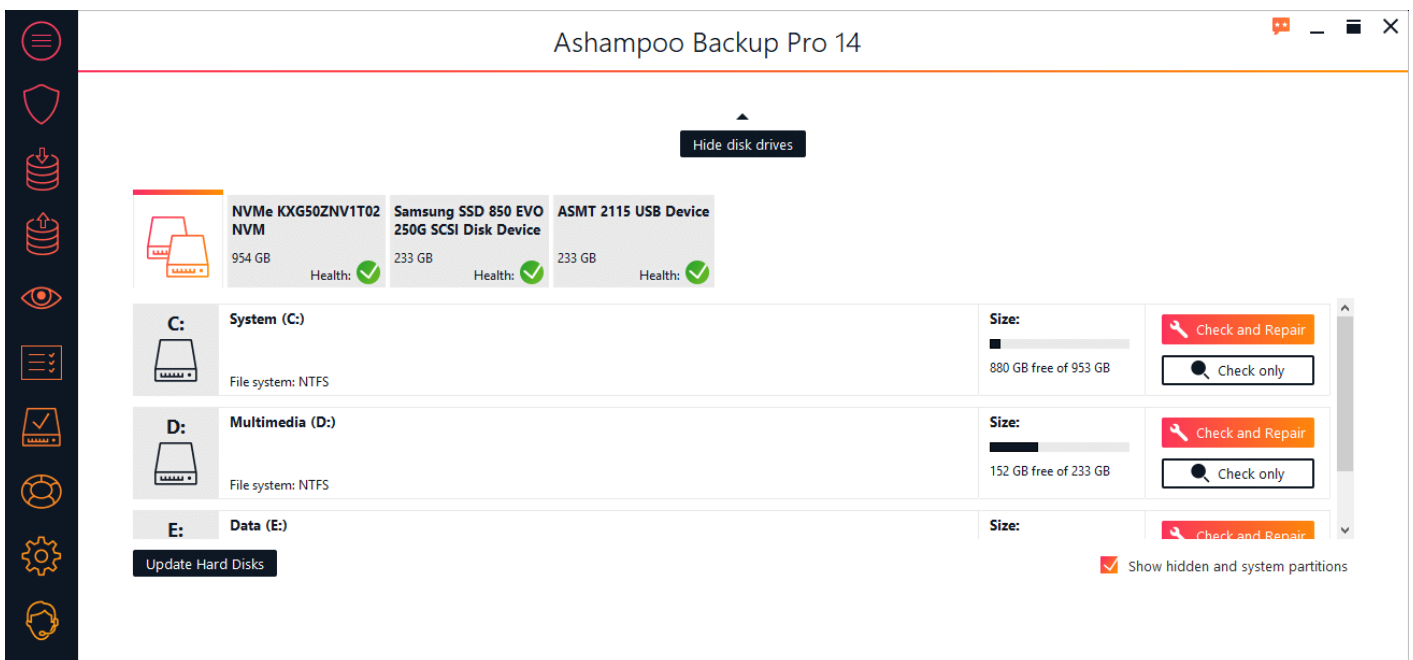 Ashampoo Backup Pro 14
Hide disk drives
NVMe KXG50ZNV1T02
NVM
954 GB
Health:
Samsung SSD 850 EVO
250G SCSI Disk Device
233 GB
Health:
ASMT 2115 USB Device
233 GB
Health:
C:
System (C:)
File system: NTFS
Size:
880 GB free of 953 GB
Check and Repair
Check only
D:
Multimedia (D:)
File system: NTFS
Size:
152 GB free of 233 GB
Check and Repair
Check only
E:
Data (E:)
Size:
Check and Repair
Update Hard Disks
Show hidden and system partitions